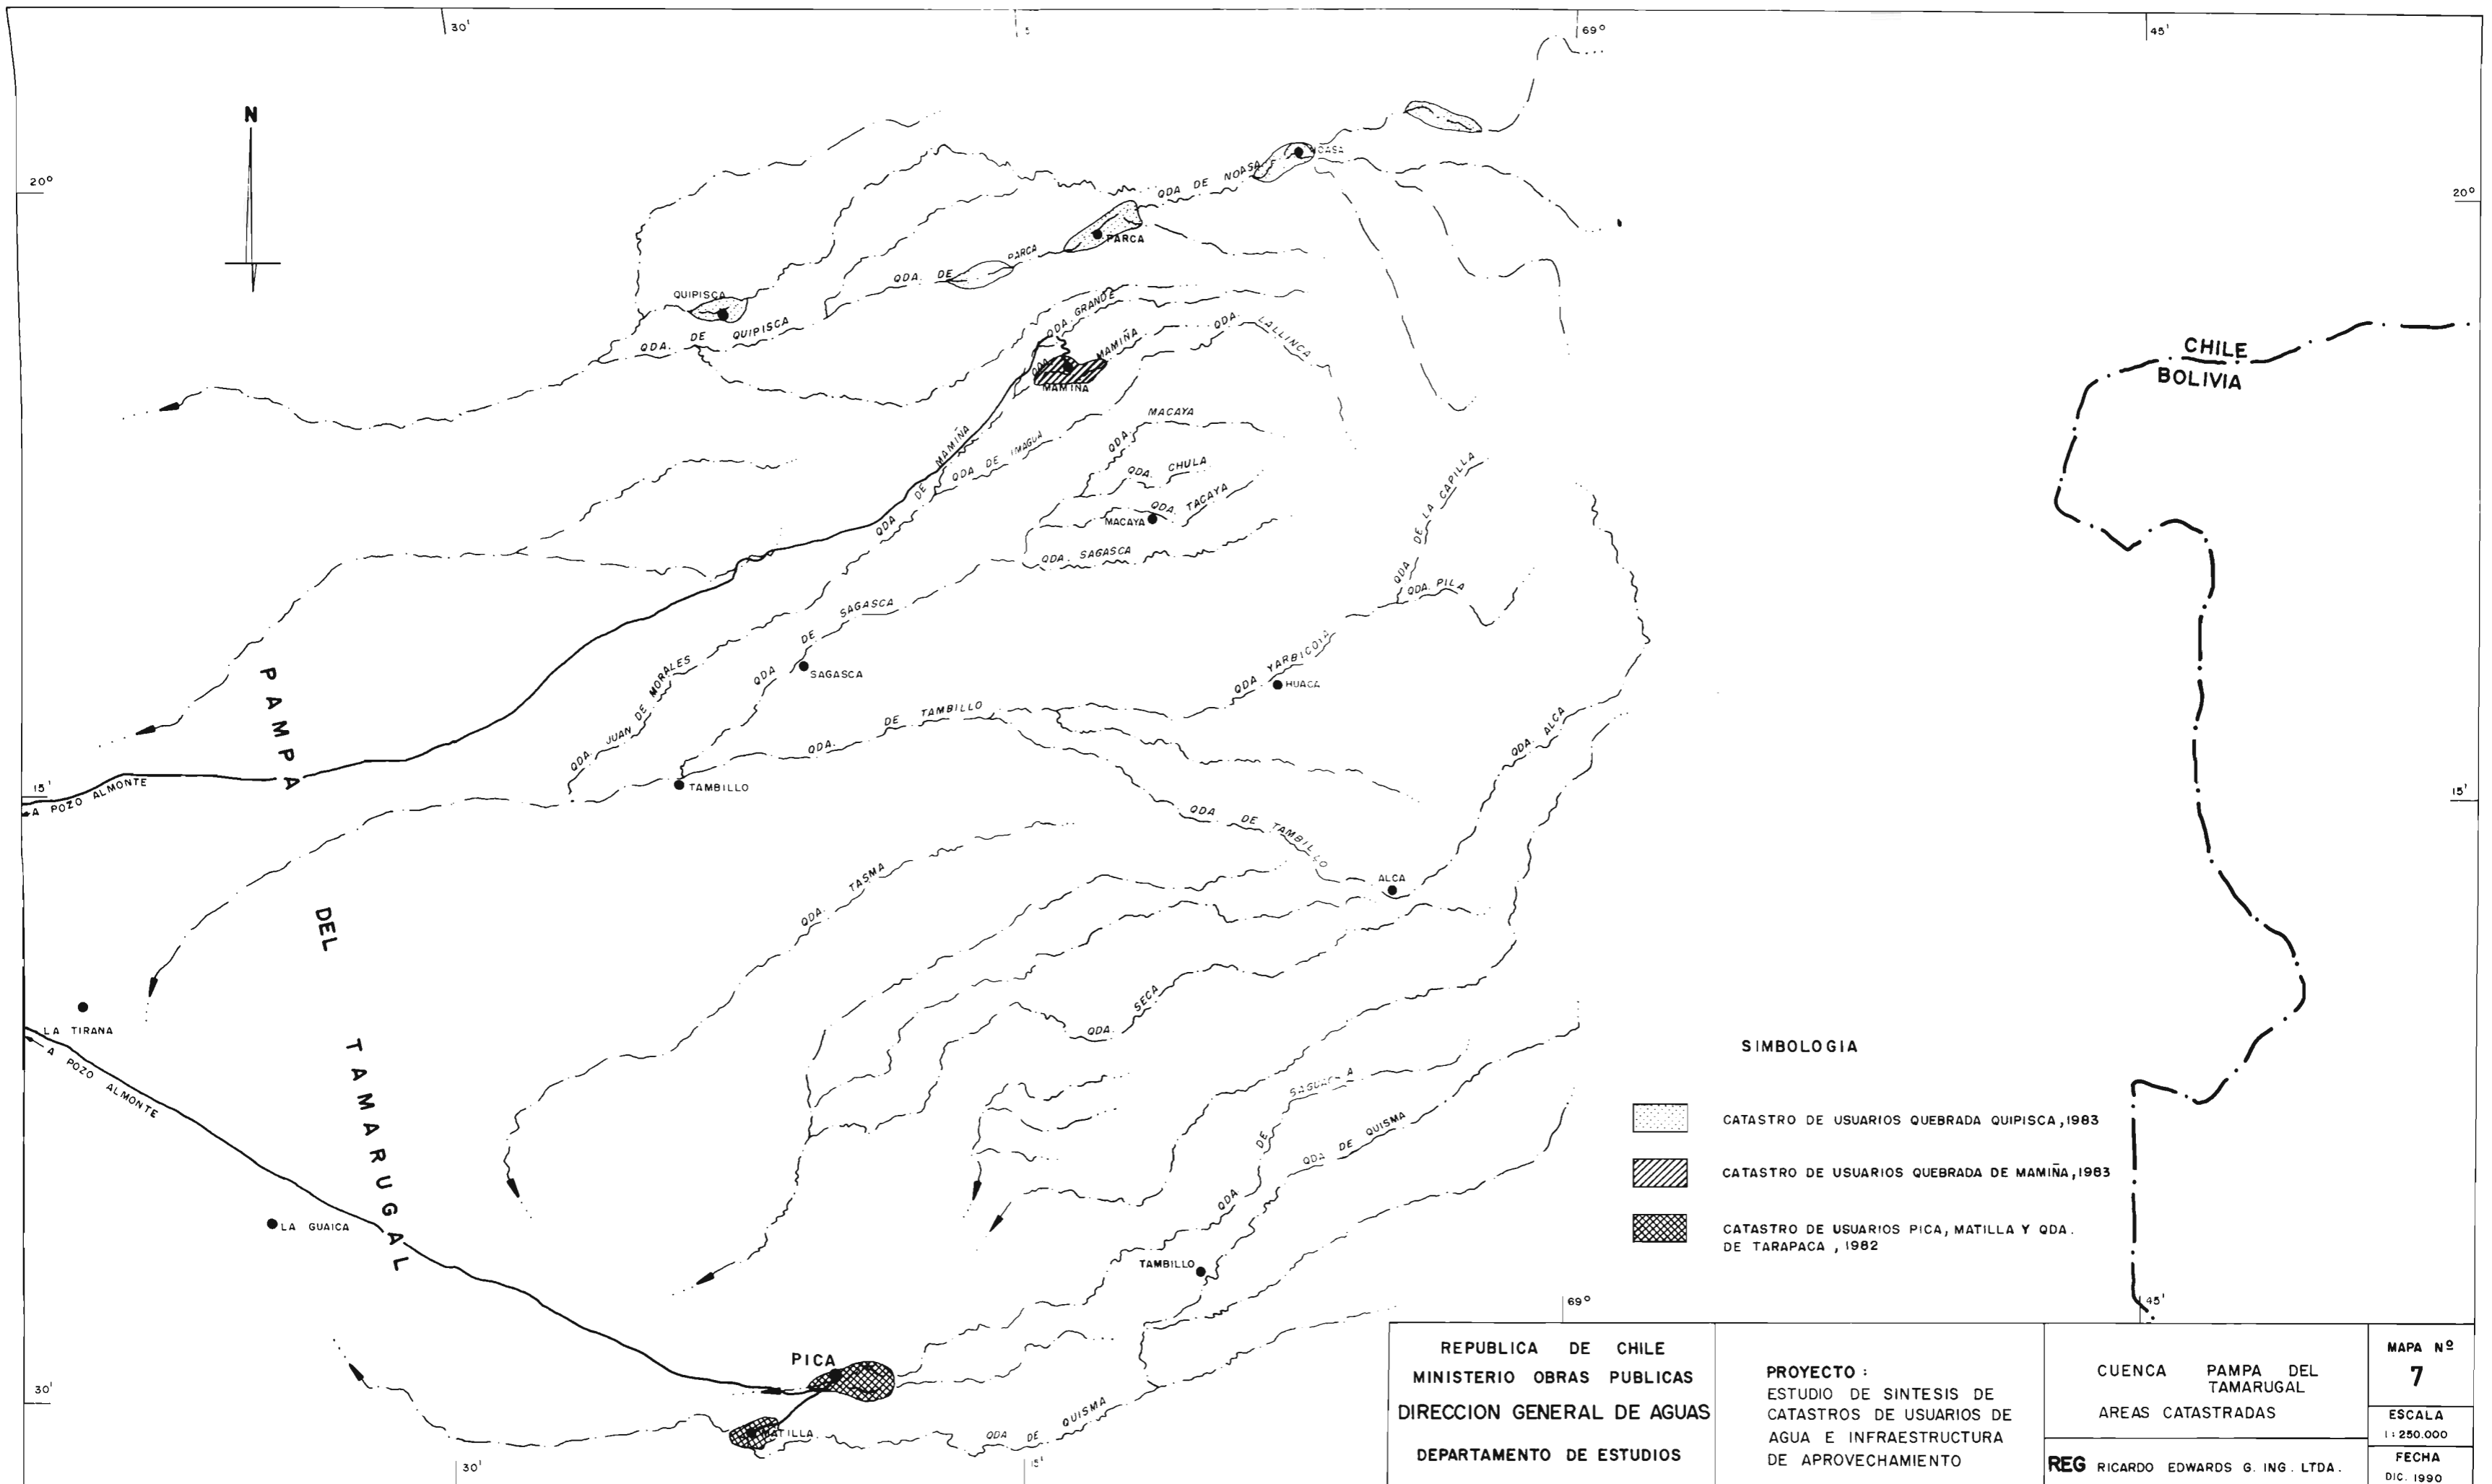 30'
69°
45'
N
20°
20°
QDA DE NOASA
PARCA
QDA. DE PARCA
QUIPISCA
QDA. DE QUIPISCA
QDA. GRANDE
QDA. MAMIÑA
MAMIÑA
QDA. LALLINCA
CHILE
BOLIVIA
QDA DE MAMIÑA
QDA DE IMAGUA
QDA. MACAYA
QDA. CHULA
QDA. TACAYA
MACAYA
QDA. SAGASCA
QDA DE LA CAPILLA
QDA. PILA
QDA DE SAGASCA
SAGASCA
QDA. JUAN DE MORALES
QDA YARBICOYA
HUACA
QDA. DE TAMBILLO
TAMBILLO
QDA ALCA
PAMPA DEL TAMARUGAL
15'
15'
A POZO ALMONTE
QDA DE TAMBILLO
ALCA
QDA. TASMA
QDA. SECA
LA TIRANA
A POZO ALMONTE
LA GUAICA
QDA DE
QDA DE QUISMA
TAMBILLO
PICA
MATILLA
QDA DE QUISMA
30'
30'
15'
69°
45'
SIMBOLOGIA
CATASTRO DE USUARIOS QUEBRADA QUIPISCA,1983
CATASTRO DE USUARIOS QUEBRADA DE MAMIÑA,1983
CATASTRO DE USUARIOS PICA, MATILLA Y QDA.
DE TARAPACA , 1982
REPUBLICA DE CHILE
MINISTERIO OBRAS PUBLICAS
DIRECCION GENERAL DE AGUAS
DEPARTAMENTO DE ESTUDIOS
PROYECTO :
ESTUDIO DE SINTESIS DE
CATASTROS DE USUARIOS DE
AGUA E INFRAESTRUCTURA
DE APROVECHAMIENTO
CUENCA PAMPA DEL
TAMARUGAL
AREAS CATASTRADAS
REG RICARDO EDWARDS G. ING. LTDA.
MAPA Nº
7
ESCALA
1:250.000
FECHA
DIC. 1990